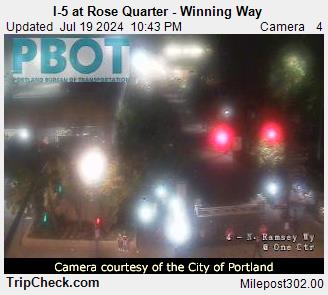 I-5 at Rose Quarter - Winning Way
Updated Jul 19 2024 10:43 PM Camera 4
PBOT
PORTLAND BUREAU OF TRANSPORTATION
4 - N. Ramsey Wy
@ One Ctr
Camera courtesy of the City of Portland
TripCheck.com Milepost302.00